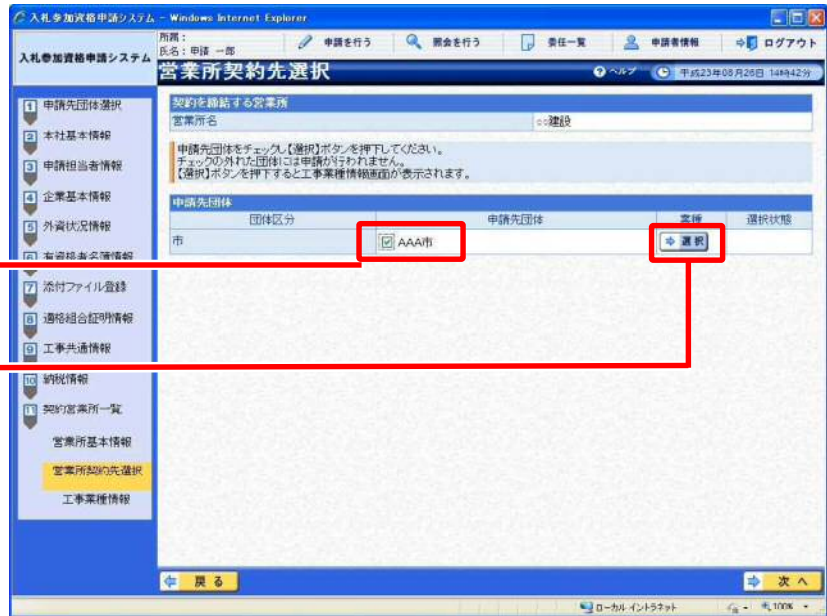 入札参加資格申請システム - Windows Internet Explorer
入札参加資格申請システム
所属：
氏名：申請 一郎
申請を行う
照会を行う
委任一覧
申請者情報
ログアウト
営業所契約先選択
ヘルプ
平成23年08月26日 14時42分
1 申請先団体選択
2 本社基本情報
3 申請担当者情報
4 企業基本情報
5 外資状況情報
6 有資格者名簿情報
7 添付ファイル登録
8 適格組合証明情報
9 工事共通情報
10 納税情報
11 契約営業所一覧
営業所基本情報
営業所契約先選択
工事業種情報
契約を締結する営業所
営業所名 ○○建設
申請先団体をチェックし【選択】ボタンを押下してください。
チェックの外れた団体には申請が行われません。
【選択】ボタンを押下すると工事業種情報画面が表示されます。
申請先団体
団体区分 申請先団体 業種 選択状態
市 AAA市 選択
戻る
次へ
ローカル イントラネット
100%